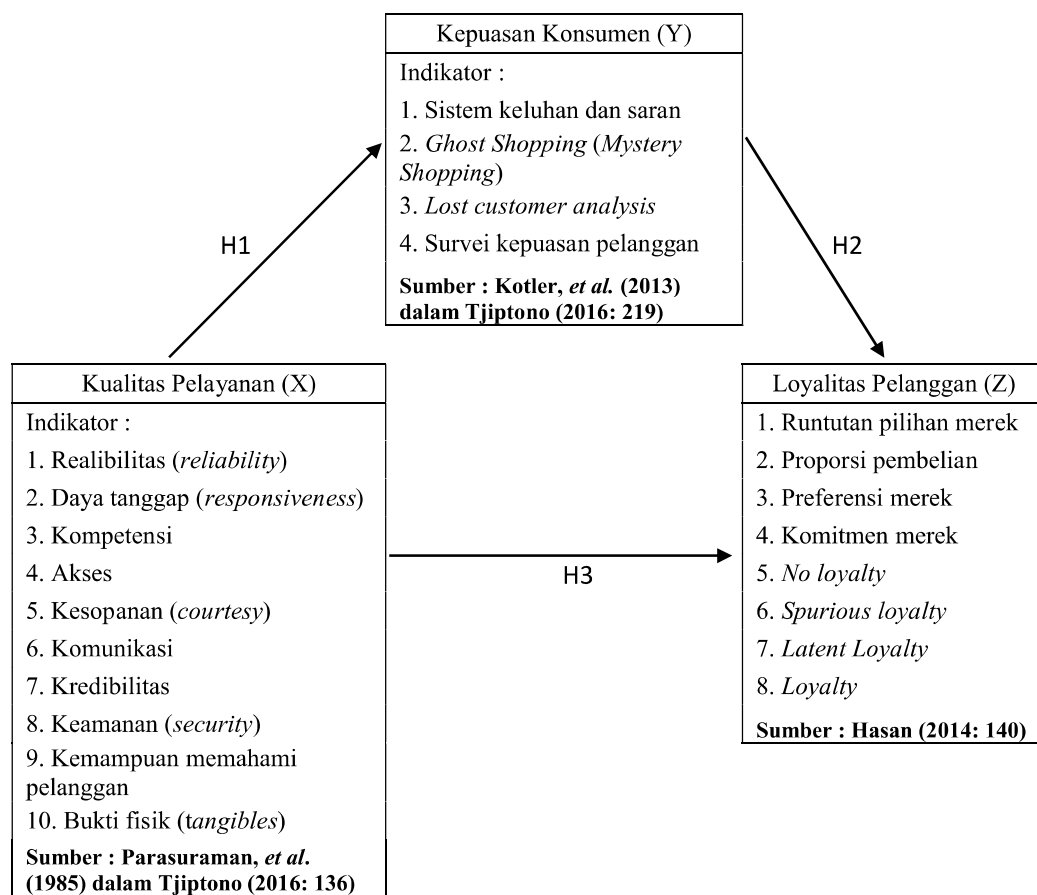 Kepuasan Konsumen (Y)
Indikator :
1. Sistem keluhan dan saran
2. Ghost Shopping (Mystery
Shopping)
3. Lost customer analysis
4. Survei kepuasan pelanggan
Sumber : Kotler, et al. (2013)
dalam Tjiptono (2016: 219)
H1
H2
Kualitas Pelayanan (X)
Indikator :
1. Realibilitas (reliability)
2. Daya tanggap (responsiveness)
3. Kompetensi
4. Akses
5. Kesopanan (courtesy)
6. Komunikasi
7. Kredibilitas
8. Keamanan (security)
9. Kemampuan memahami
pelanggan
10. Bukti fisik (tangibles)
Sumber : Parasuraman, et al.
(1985) dalam Tjiptono (2016: 136)
H3
Loyalitas Pelanggan (Z)
1. Runtutan pilihan merek
2. Proporsi pembelian
3. Preferensi merek
4. Komitmen merek
5. No loyalty
6. Spurious loyalty
7. Latent Loyalty
8. Loyalty
Sumber : Hasan (2014: 140)